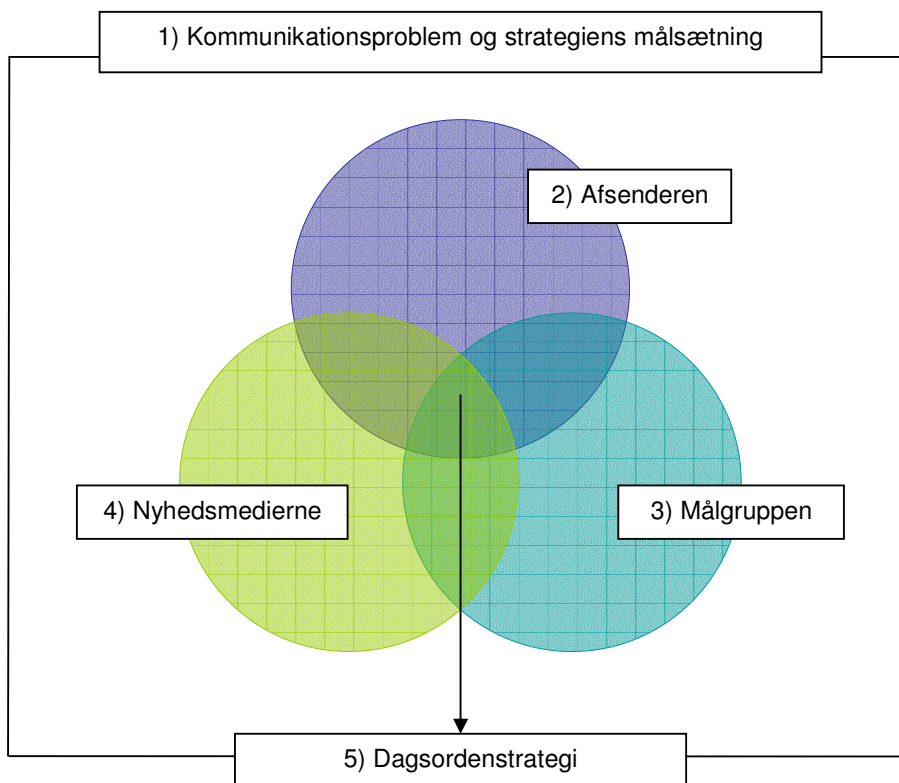 1) Kommunikationsproblem og strategiens målsætning
2) Afsenderen
4) Nyhedsmedierne
3) Målgruppen
5) Dagsordenstrategi